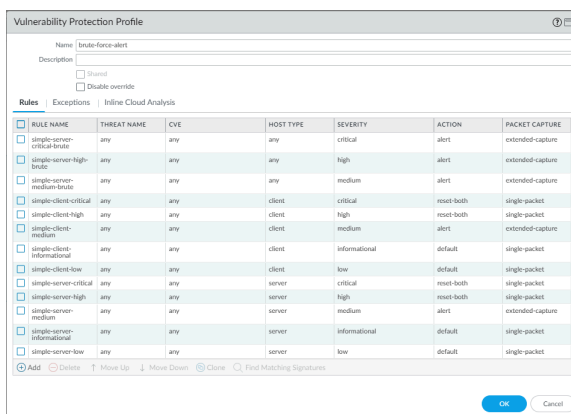 Vulnerability Protection Profile
Name brute-force-alert
Description
Shared
Disable override
Rules | Exceptions | Inline Cloud Analysis
RULE NAME THREAT NAME CVE HOST TYPE SEVERITY ACTION PACKET CAPTURE
simple-server-critical-brute any any any critical alert extended-capture
simple-server-high-brute any any any high alert extended-capture
simple-server-medium-brute any any any medium alert extended-capture
simple-client-critical any any client critical reset-both single-packet
simple-client-high any any client high reset-both single-packet
simple-client-medium any any client medium alert extended-capture
simple-client-informational any any client informational default single-packet
simple-client-low any any client low default single-packet
simple-server-critical any any server critical reset-both single-packet
simple-server-high any any server high reset-both single-packet
simple-server-medium any any server medium alert extended-capture
simple-server-informational any any server informational default single-packet
simple-server-low any any server low default single-packet
Add Delete Move Up Move Down Clone Find Matching Signatures
OK Cancel